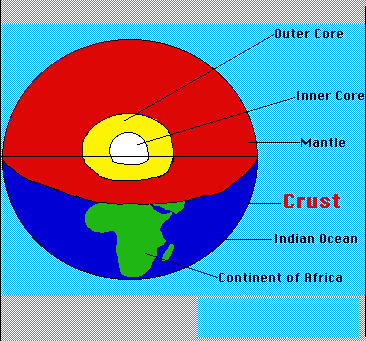 Outer Core
Inner Core
Mantle
Crust
Indian Ocean
Continent of Africa